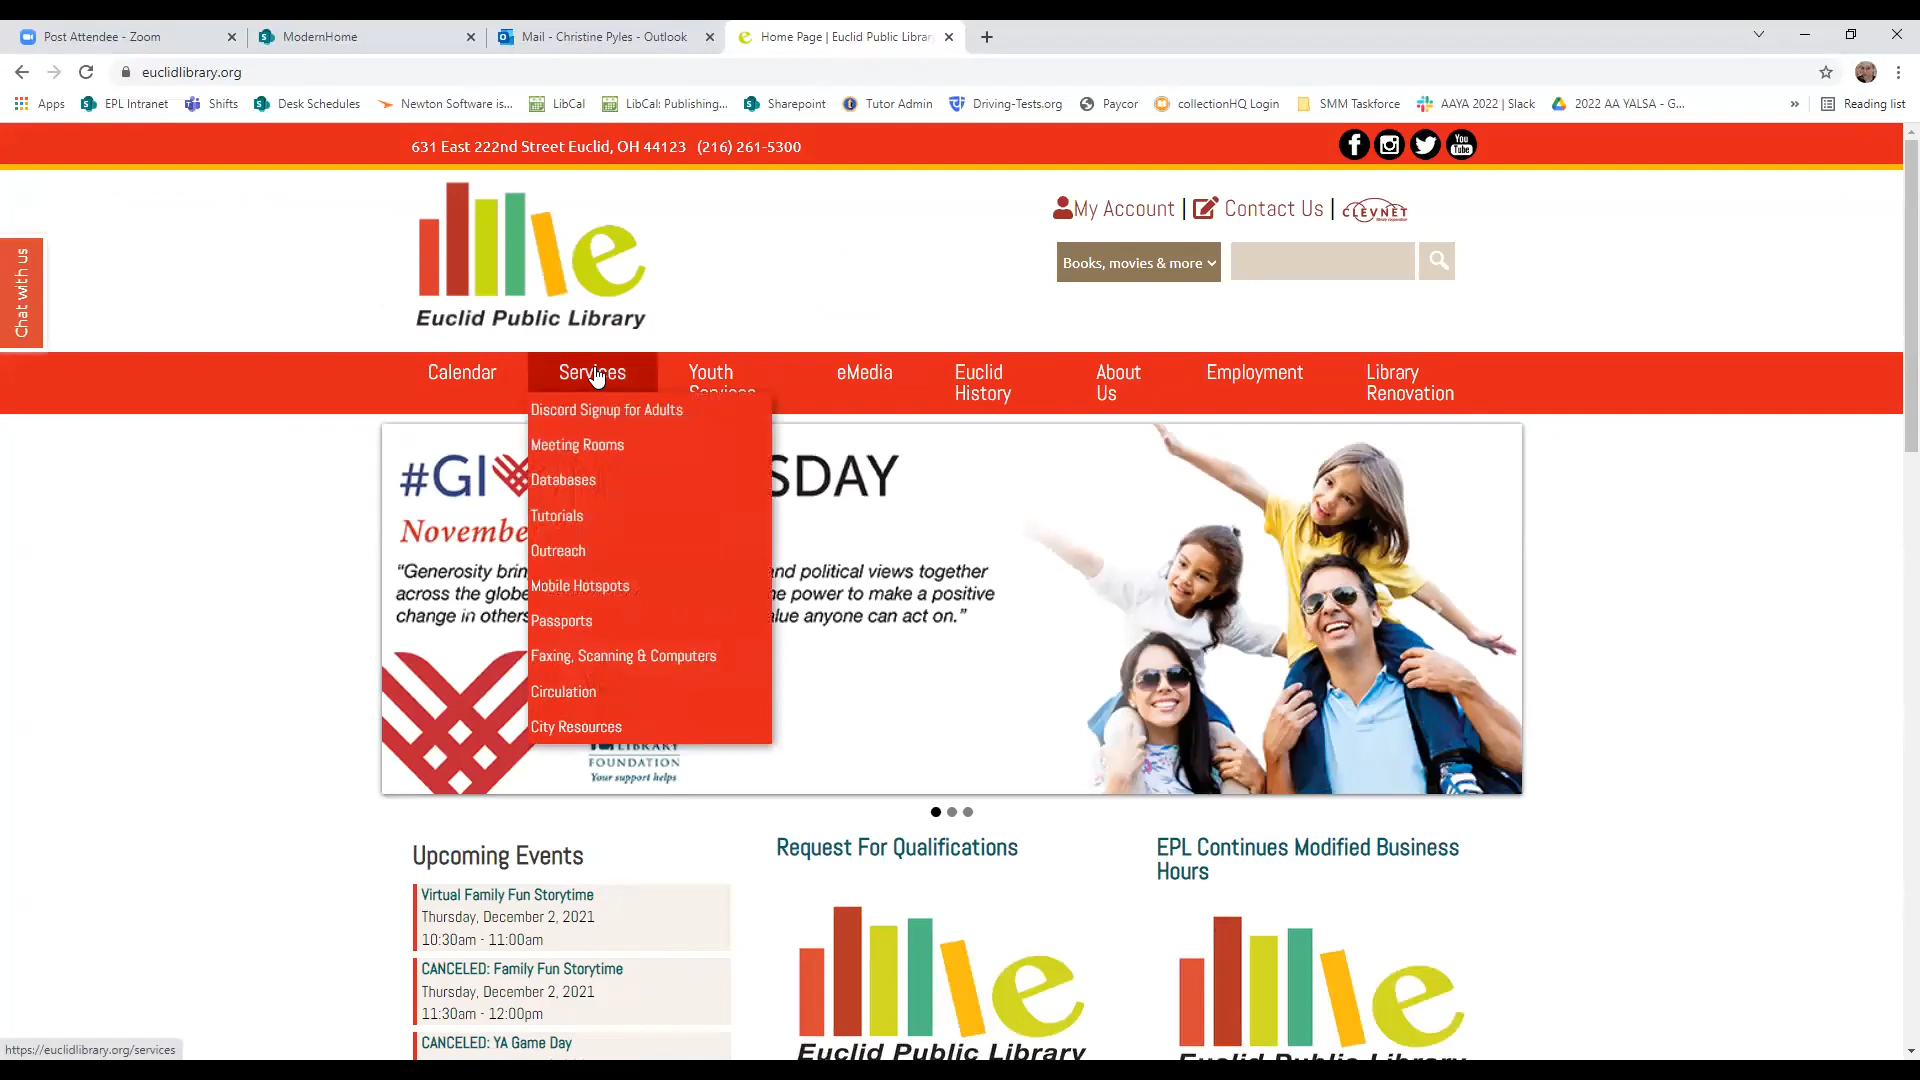 Post Attendee - Zoom
ModernHome
Mail - Christine Pyles - Outlook
Home Page | Euclid Public Librar
euclidlibrary.org
Apps
EPL Intranet
Shifts
Desk Schedules
Newton Software is...
LibCal
LibCal: Publishing...
Sharepoint
Tutor Admin
Driving-Tests.org
Paycor
collectionHQ Login
SMM Taskforce
AAYA 2022 | Slack
2022 AA YALSA - G...
»
Reading list
631 East 222nd Street Euclid, OH 44123 (216) 261-5300
You Tube
Euclid Public Library
My Account | Contact Us | CLEVNET
Books, movies & more
Chat with us
Calendar
Services
Youth
Services
eMedia
Euclid
History
About
Us
Employment
Library
Renovation
Discord Signup for Adults
Meeting Rooms
Databases
Tutorials
Outreach
Mobile Hotspots
Passports
Faxing, Scanning & Computers
Circulation
City Resources
#GI SDAY
Novembe
“Generosity brin nd political views together
across the globe e power to make a positive
change in others lue anyone can act on.”
LIBRARY
FOUNDATION
Your support helps
Upcoming Events
Virtual Family Fun Storytime
Thursday, December 2, 2021
10:30am - 11:00am
CANCELED: Family Fun Storytime
Thursday, December 2, 2021
11:30am - 12:00pm
CANCELED: YA Game Day
Request For Qualifications
Euclid Public Library
EPL Continues Modified Business
Hours
Euclid Public Library
https://euclidlibrary.org/services